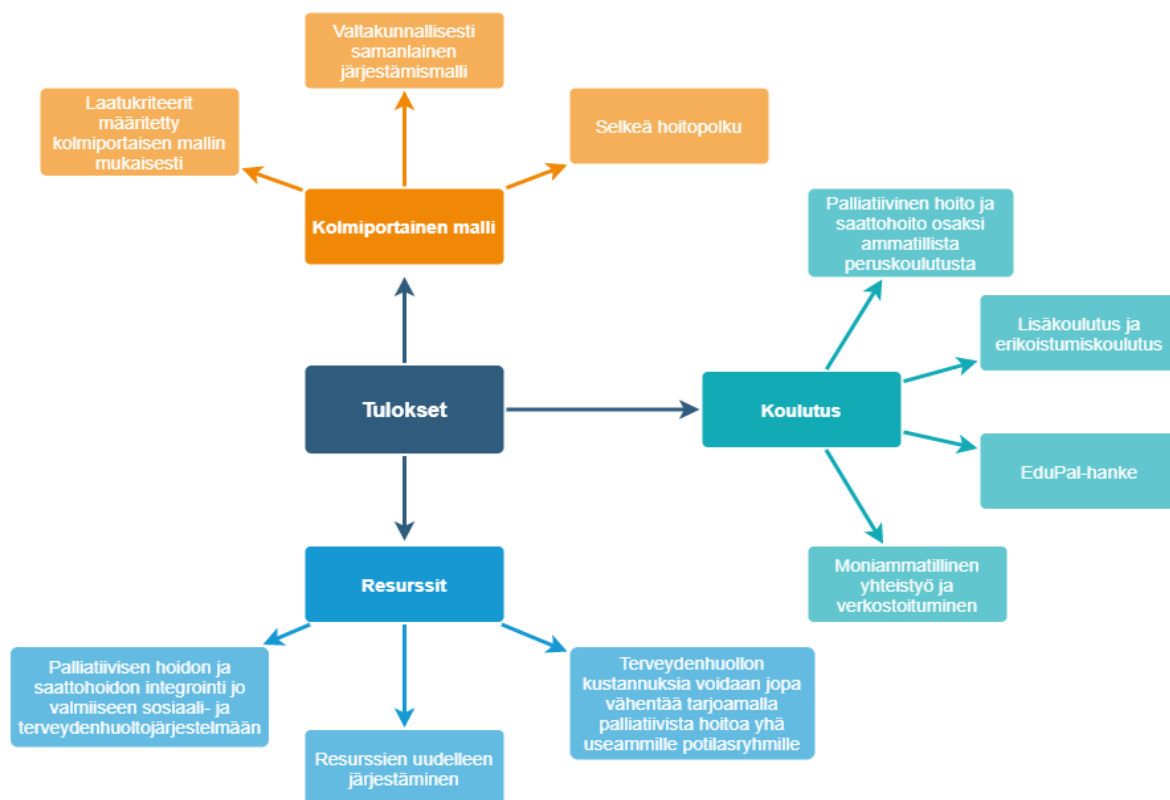 Valtakunnallisesti
samanlainen
järjestämismalli
Laatukriteerit
määritetty
kolmiportaisen mallin
mukaisesti
Selkeä hoitopolku
Kolmiportainen malli
Palliatiivinen hoito ja
saattohoito osaksi
ammatillista
peruskoulutusta
Lisäkoulutus ja
erikoistumiskoulutus
Tulokset
Koulutus
EduPal-hanke
Moniammatillinen
yhteistyö ja
verkostoituminen
Resurssit
Palliatiivisen hoidon ja
saattohoidon integrointi jo
valmiiseen sosiaali- ja
terveydenhuoltojärjestelmään
Resurssien uudelleen
järjestäminen
Terveydenhuollon
kustannuksia voidaan jopa
vähentää tarjoamalla
palliatiivista hoitoa yhä
useammille potilasryhmille